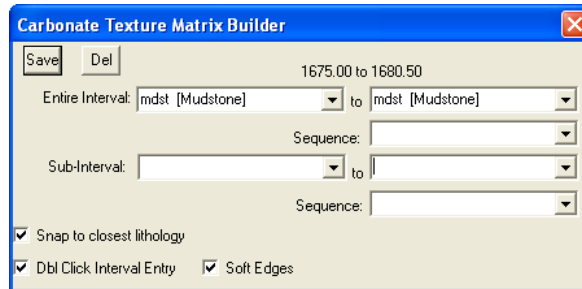 Carbonate Texture Matrix Builder
Save Del
1675.00 to 1680.50
Entire Interval: mdst [Mudstone] to mdst [Mudstone]
Sequence:
Sub-Interval: to
Sequence:
Snap to closest lithology
Dbl Click Interval Entry Soft Edges